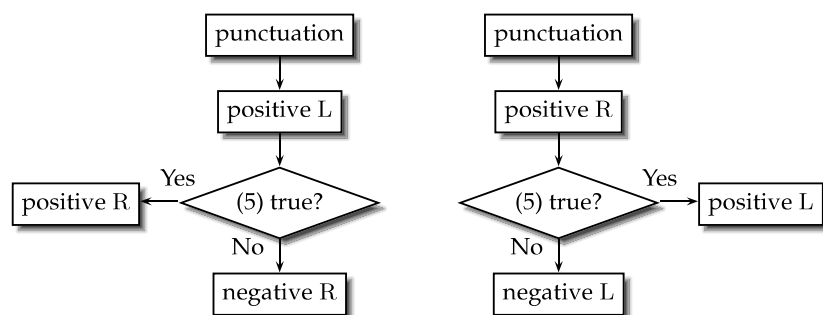 punctuation
positive L
Yes
positive R
(5) true?
No
negative R
punctuation
positive R
(5) true?
Yes
positive L
No
negative L